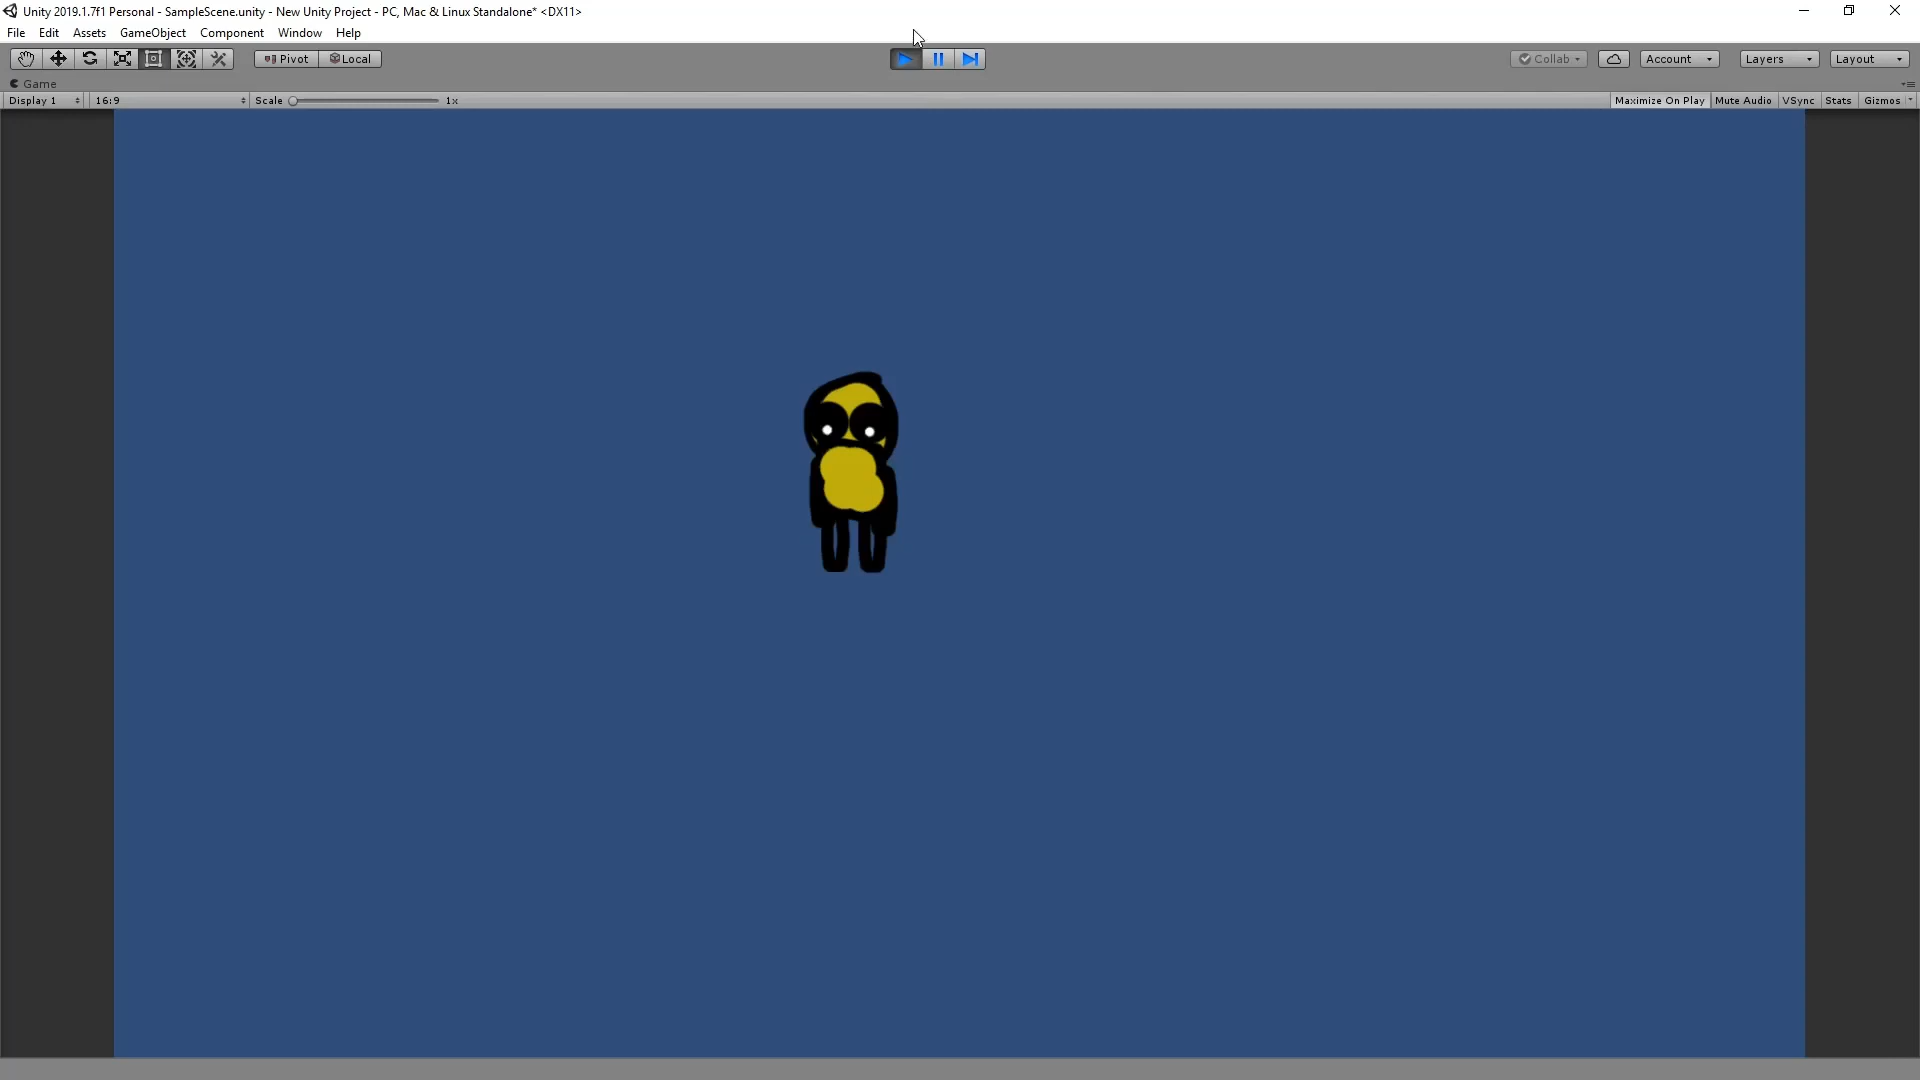 Unity 2019.1.7f1 Personal - SampleScene.unity - New Unity Project - PC, Mac & Linux Standalone* <DX11>
File Edit Assets GameObject Component Window Help
Pivot Local Collab Account Layers Layout
Game
Display 1 16:9 Scale 1x Maximize On Play Mute Audio VSync Stats Gizmos